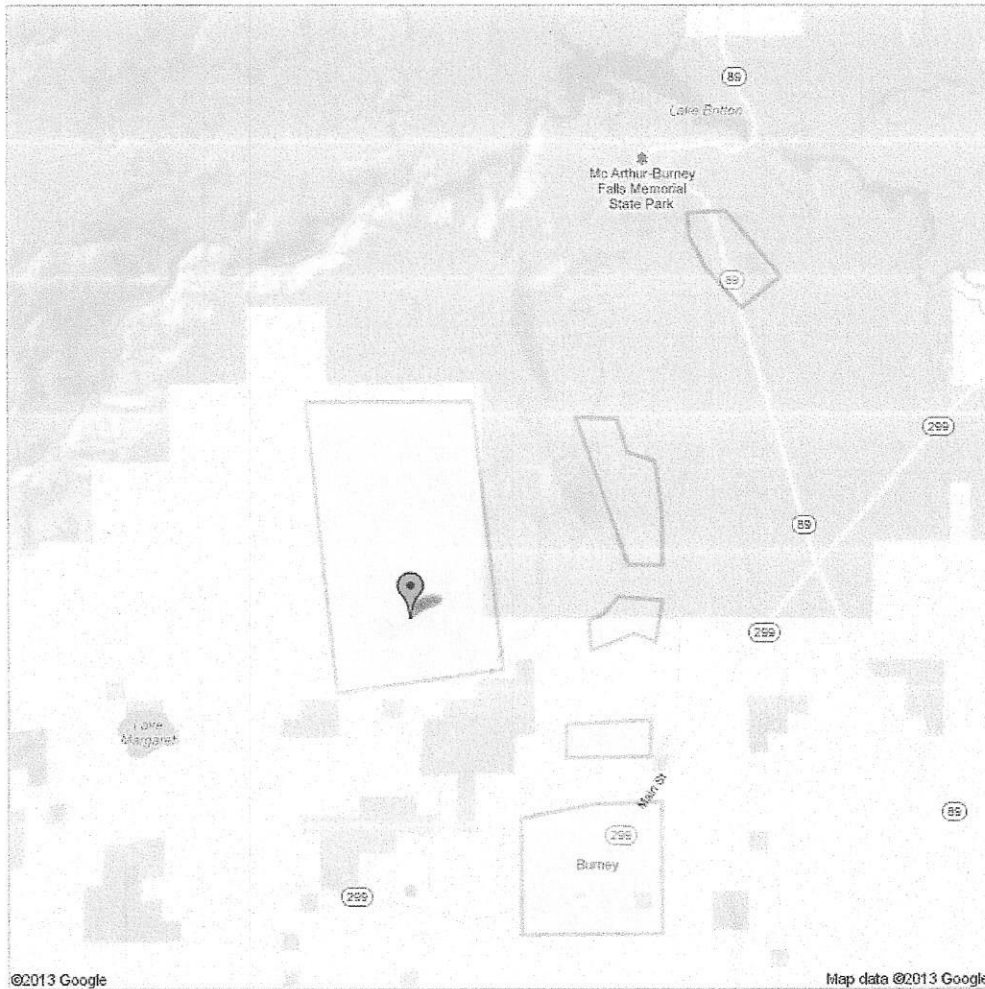 89
Lake Britton
Mc Arthur-Burney
Falls Memorial
State Park
89
299
89
299
Lake
Margaret
Main St
89
299
Burney
299
©2013 Google
Map data ©2013 Google